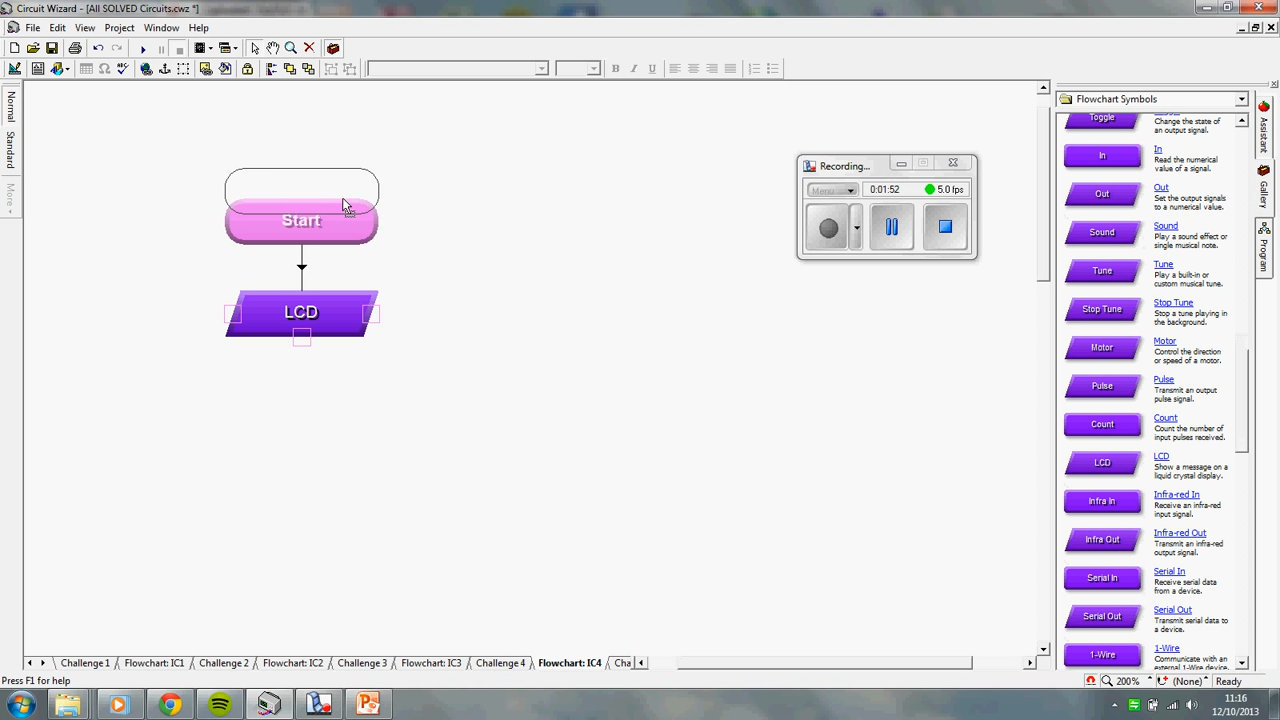 Circuit Wizard - [All SOLVED Circuits.cwz *]
File Edit View Project Window Help
Normal
Standard
More
Start
LCD
Recording...
Menu
0:01:52
5.0 fps
Flowchart Symbols
Toggle
Change the state of
an output signal.
In
In
Read the numerical
value of a signal.
Out
Out
Set the output signals
to a numerical value.
Sound
Sound
Play a sound effect or
single musical note.
Tune
Tune
Play a built-in or
custom musical tune.
Stop Tune
Stop Tune
Stop a tune playing in
the background.
Motor
Motor
Control the direction
or speed of a motor.
Pulse
Pulse
Transmit an output
pulse signal.
Count
Count
Count the number of
input pulses received.
LCD
LCD
Show a message on a
liquid crystal display.
Infra In
Infra-red In
Receive an infra-red
input signal.
Infra Out
Infra-red Out
Transmit an infra-red
output signal.
Serial In
Serial In
Receive serial data
from a device.
Serial Out
Serial Out
Transmit serial data to
a device.
1-Wire
1-Wire
Communicate with an
external 1-Wire device.
Assistant
Gallery
Program
Challenge 1 Flowchart: IC1 Challenge 2 Flowchart: IC2 Challenge 3 Flowchart: IC3 Challenge 4 Flowchart: IC4 Cha
Press F1 for help
200% (None) Ready
11:16
12/10/2013